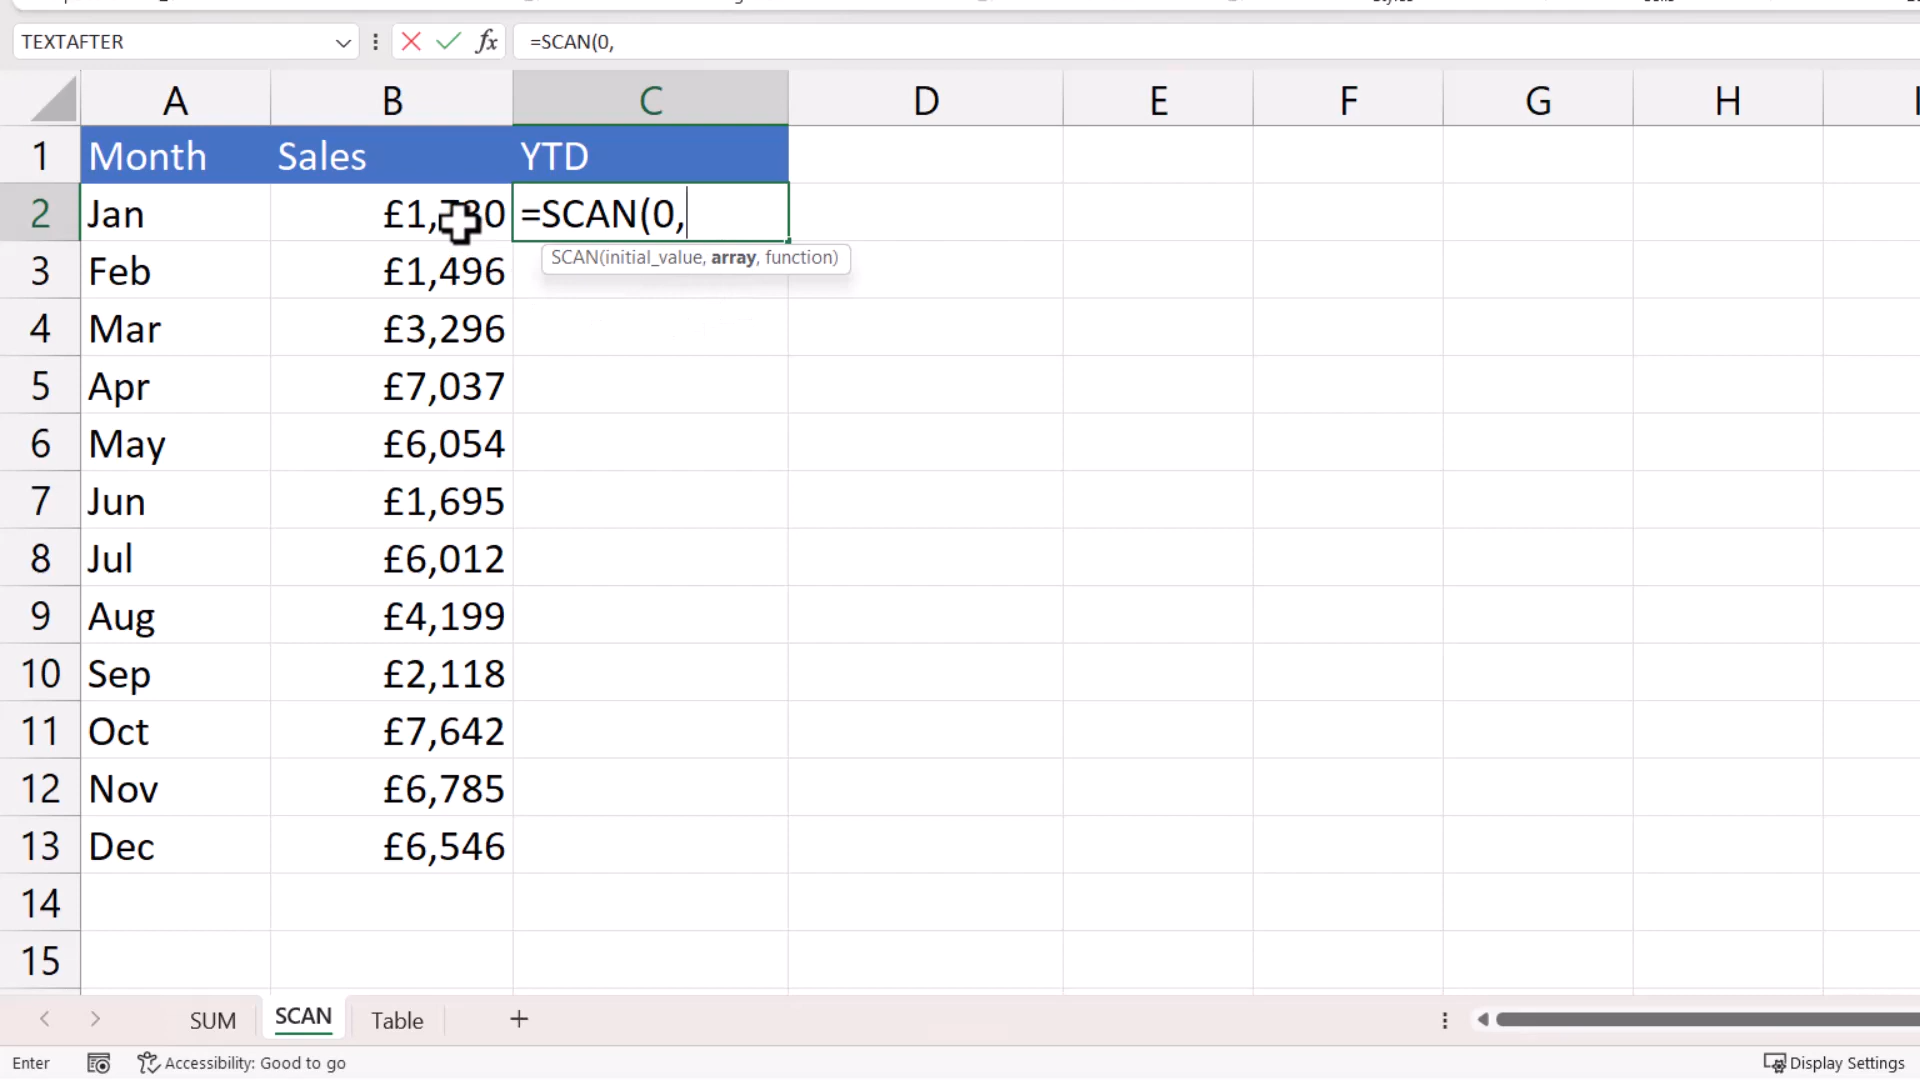 TEXTAFTER fx =SCAN(0,
A B C D E F G H
1 Month Sales YTD
2 Jan =SCAN(0,
SCAN(initial_value, array, function)
3 Feb £1,496
4 Mar £3,296
5 Apr £7,037
6 May £6,054
7 Jun £1,695
8 Jul £6,012
9 Aug £4,199
10 Sep £2,118
11 Oct £7,642
12 Nov £6,785
13 Dec £6,546
14
15
SUM SCAN Table +
Enter Accessibility: Good to go Display Settings